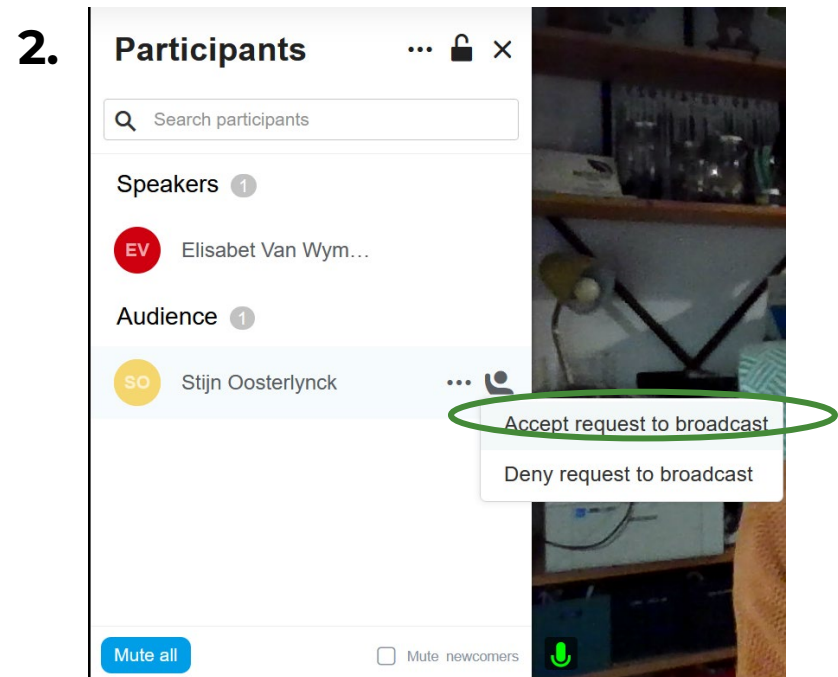 2.
Participants
Search participants
Speakers 1
EV Elisabet Van Wym...
Audience 1
SO Stijn Oosterlynck
Accept request to broadcast
Deny request to broadcast
Mute all
Mute newcomers